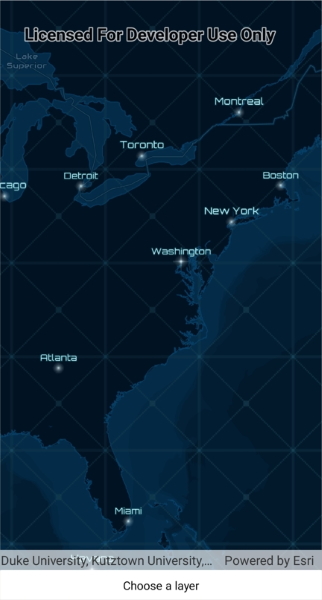 Licensed For Developer Use Only
Lake
Superior
Montreal
Toronto
Detroit
cago
Boston
New York
Washington
Atlanta
Miami
Duke University, Kutztown University,... Powered by Esri
Choose a layer